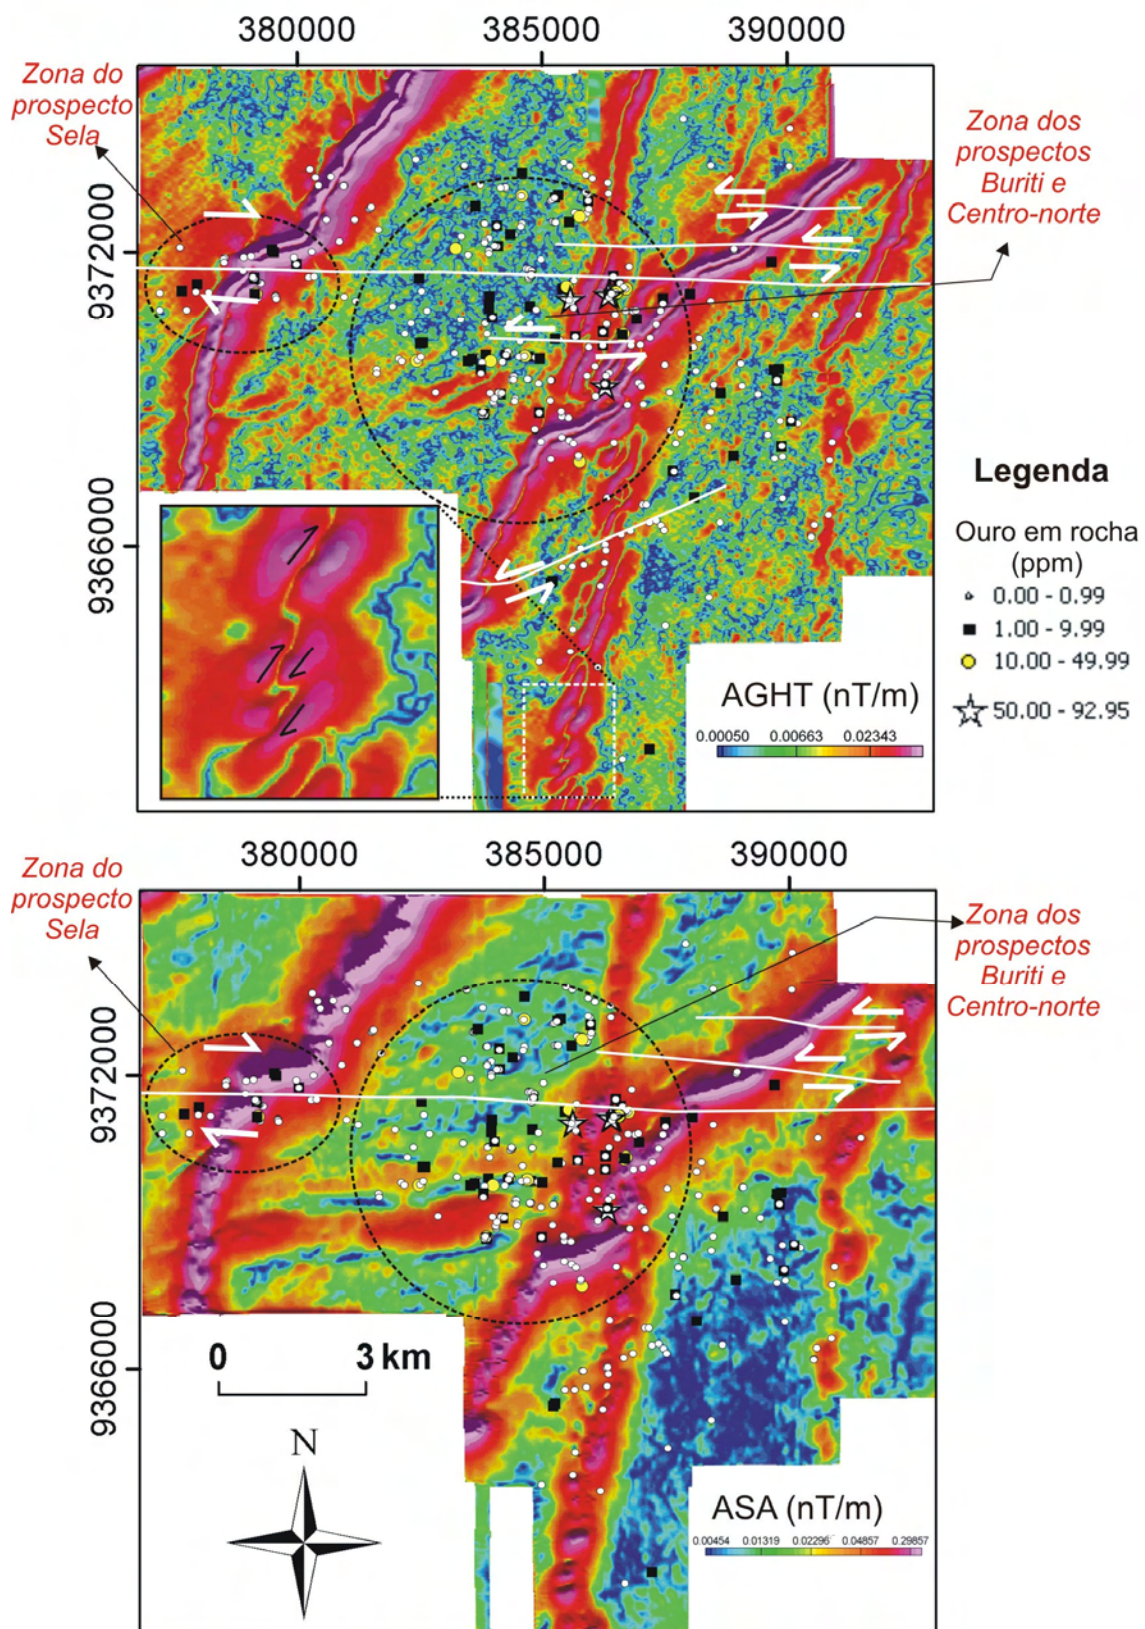 380000
385000
390000
Zona do
prospecto
Sela
Zona dos
prospectos
Buriti e
Centro-norte
9372000
9366000
Legenda
Ouro em rocha
(ppm)
0.00 - 0.99
1.00 - 9.99
10.00 - 49.99
50.00 - 92.95
AGHT (nT/m)
0.00050 0.00663 0.02343
380000
385000
390000
Zona do
prospecto
Sela
Zona dos
prospectos
Buriti e
Centro-norte
9372000
9366000
0 3 km
N
ASA (nT/m)
0.00454 0.01319 0.02296 0.04857 0.29857